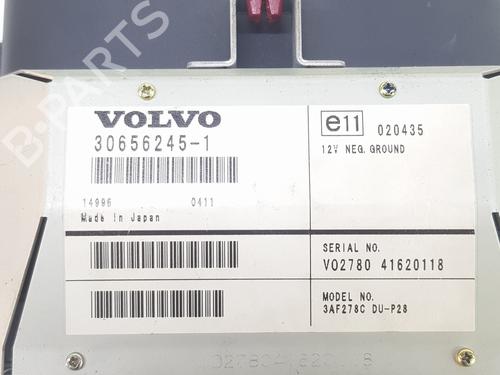 VOLVO
30656245-1
14996 0411
Made in Japan
e11 020435
12V NEG. GROUND
SERIAL NO.
VO2780 41620118
MODEL NO.
3AF278C DU-P28
B-PARTS